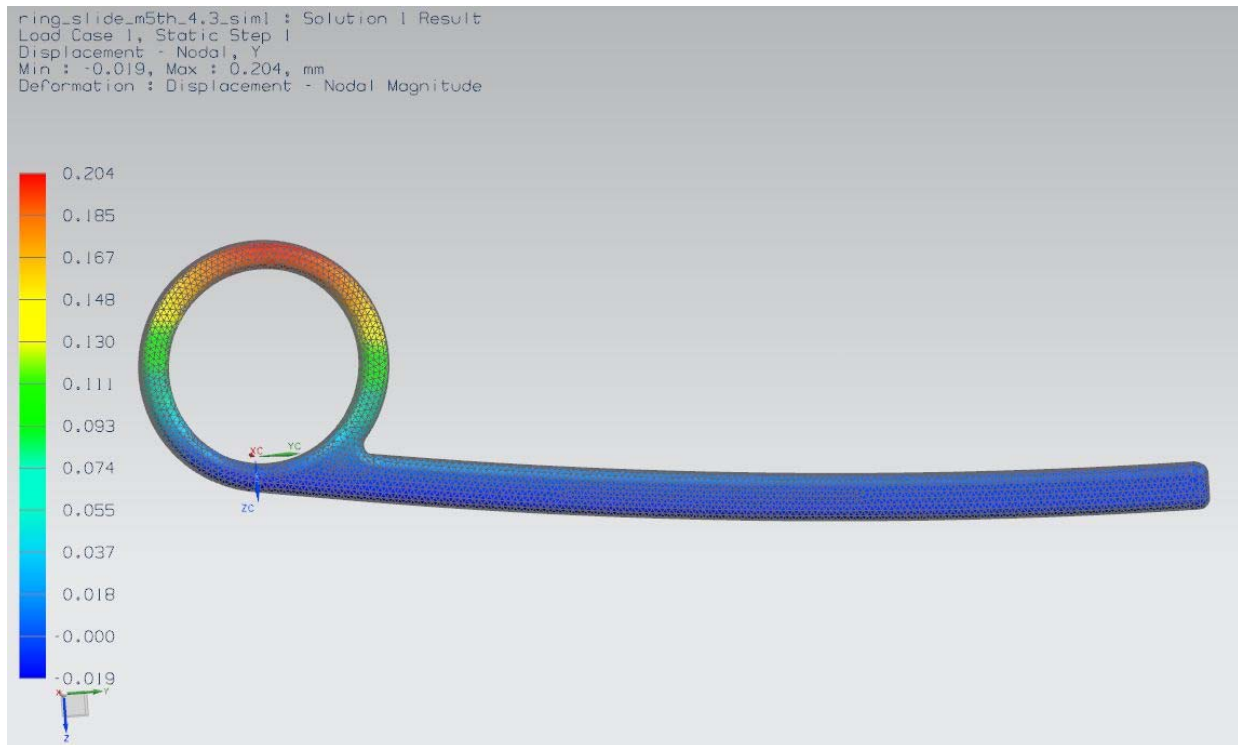 ring_slide_m5th_4.3_sim1 : Solution 1 Result
Load Case 1, Static Step 1
Displacement - Nodal, Y
Min : -0.019, Max : 0.204, mm
Deformation : Displacement - Nodal Magnitude
0.204
0.185
0.167
0.148
0.130
0.111
0.093
0.074
0.055
0.037
0.018
-0.000
-0.019
XC
YC
ZC
X
Y
Z